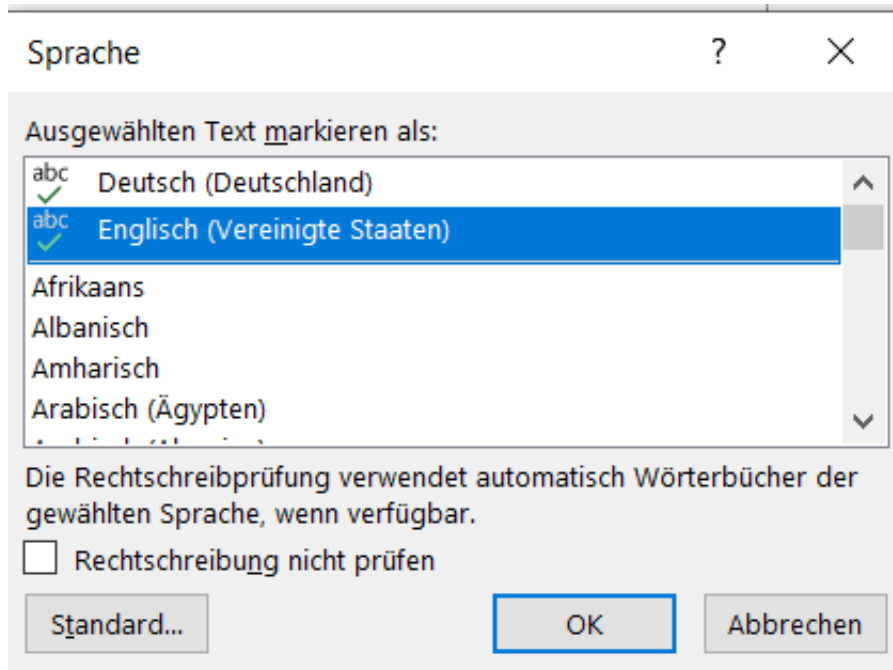 Sprache
Ausgewählten Text markieren als:
abc Deutsch (Deutschland)
abc Englisch (Vereinigte Staaten)
Afrikaans
Albanisch
Amharisch
Arabisch (Ägypten)
Die Rechtschreibprüfung verwendet automatisch Wörterbücher der
gewählten Sprache, wenn verfügbar.
Rechtschreibung nicht prüfen
Standard... OK Abbrechen